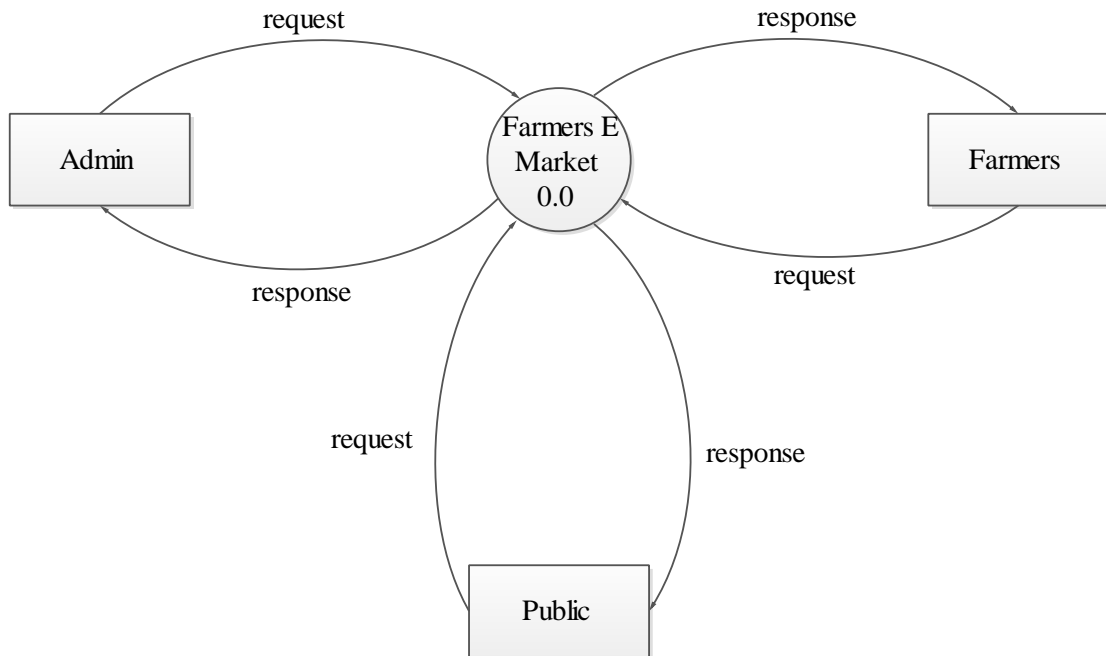 request
response
Admin
Farmers E
Market
0.0
Farmers
response
request
request
response
Public